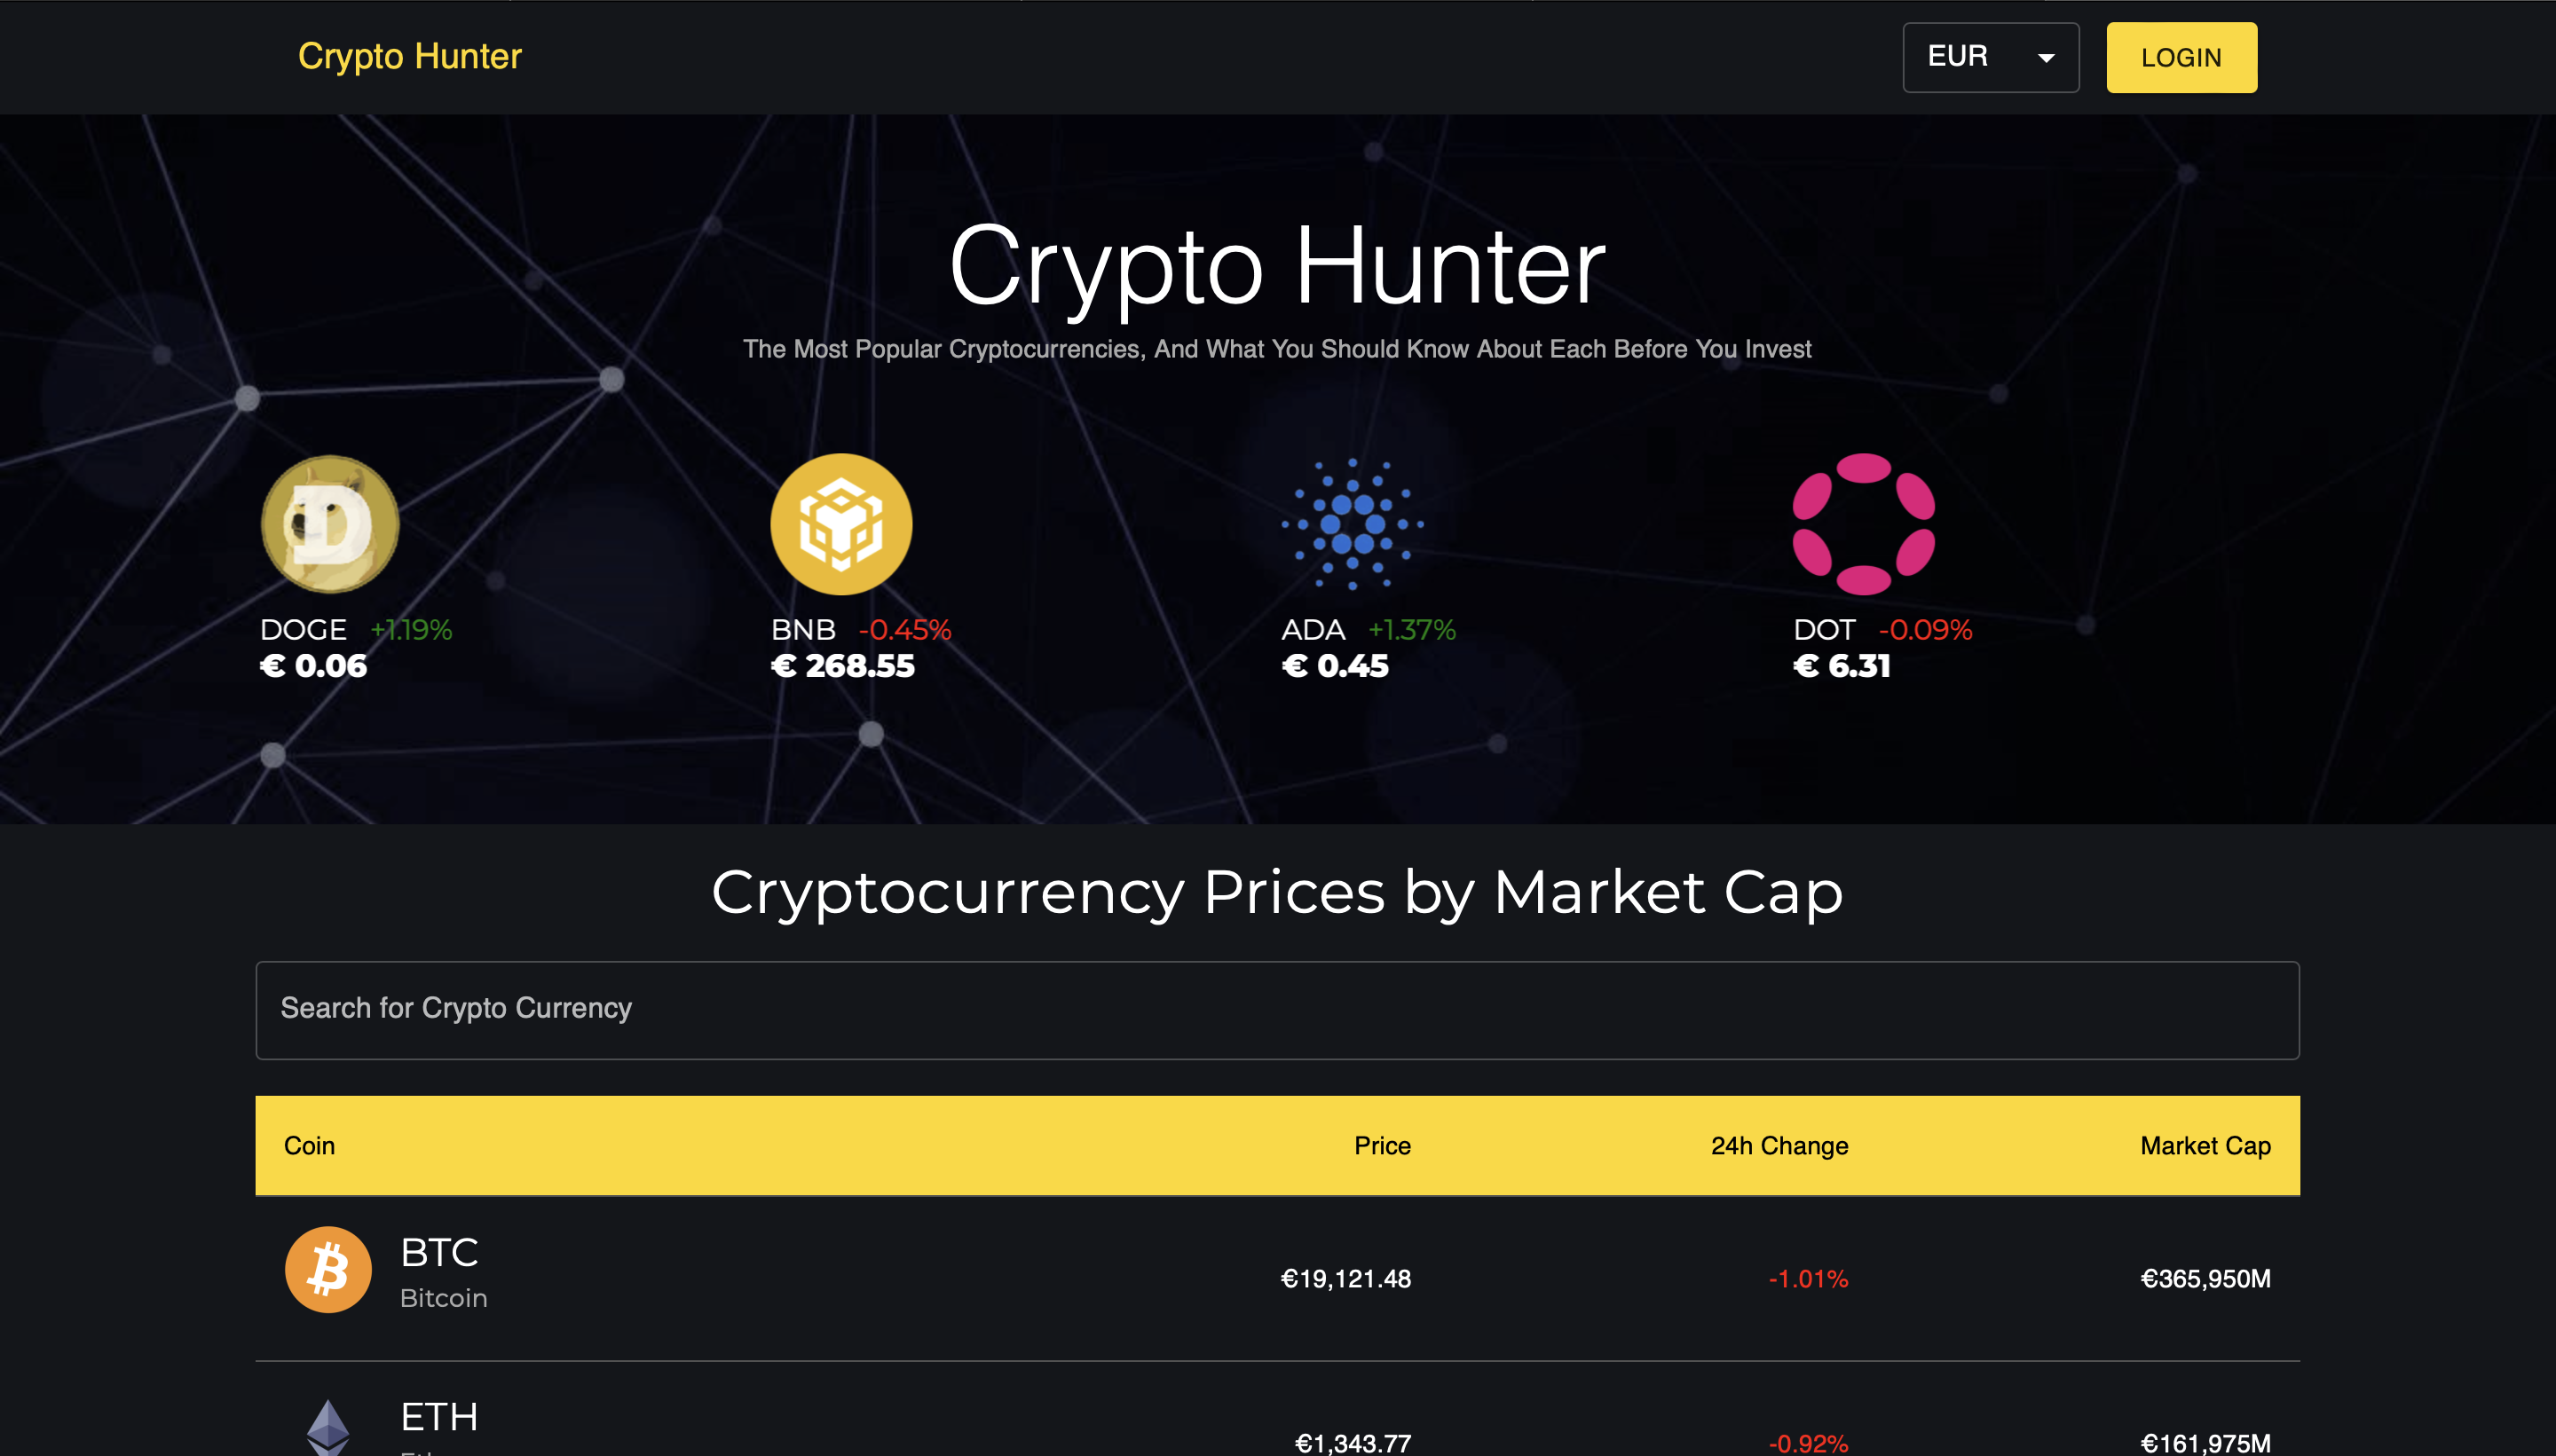 Crypto Hunter
EUR
LOGIN
Crypto Hunter
The Most Popular Cryptocurrencies, And What You Should Know About Each Before You Invest
DOGE +1.19%
€ 0.06
BNB -0.45%
€ 268.55
ADA +1.37%
€ 0.45
DOT -0.09%
€ 6.31
Cryptocurrency Prices by Market Cap
Search for Crypto Currency
Coin Price 24h Change Market Cap
BTC
Bitcoin
€19,121.48 -1.01% €365,950M
ETH
€1,343.77 -0.92% €161,975M